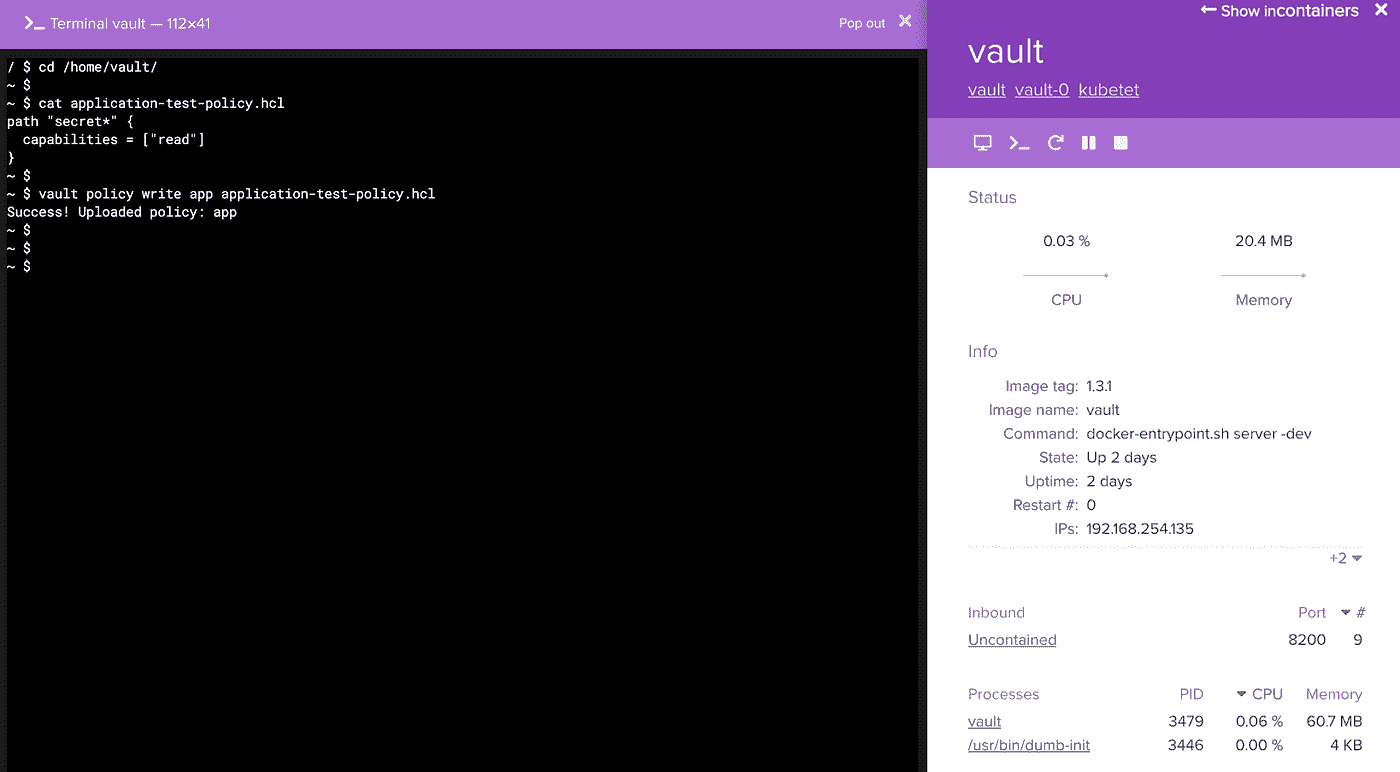 Terminal vault — 112×41
Pop out
/ $ cd /home/vault/
~ $
~ $ cat application-test-policy.hcl
path "secret*" {
  capabilities = ["read"]
}
~ $
~ $ vault policy write app application-test-policy.hcl
Success! Uploaded policy: app
~ $
~ $
~ $
Show incontainers
vault
vault vault-0 kubetet
Status
0.03 % 20.4 MB
CPU Memory
Info
Image tag: 1.3.1
Image name: vault
Command: docker-entrypoint.sh server -dev
State: Up 2 days
Uptime: 2 days
Restart #: 0
IPs: 192.168.254.135
+2
Inbound Port #
Uncontained 8200 9
Processes PID CPU Memory
vault 3479 0.06 % 60.7 MB
/usr/bin/dumb-init 3446 0.00 % 4 KB